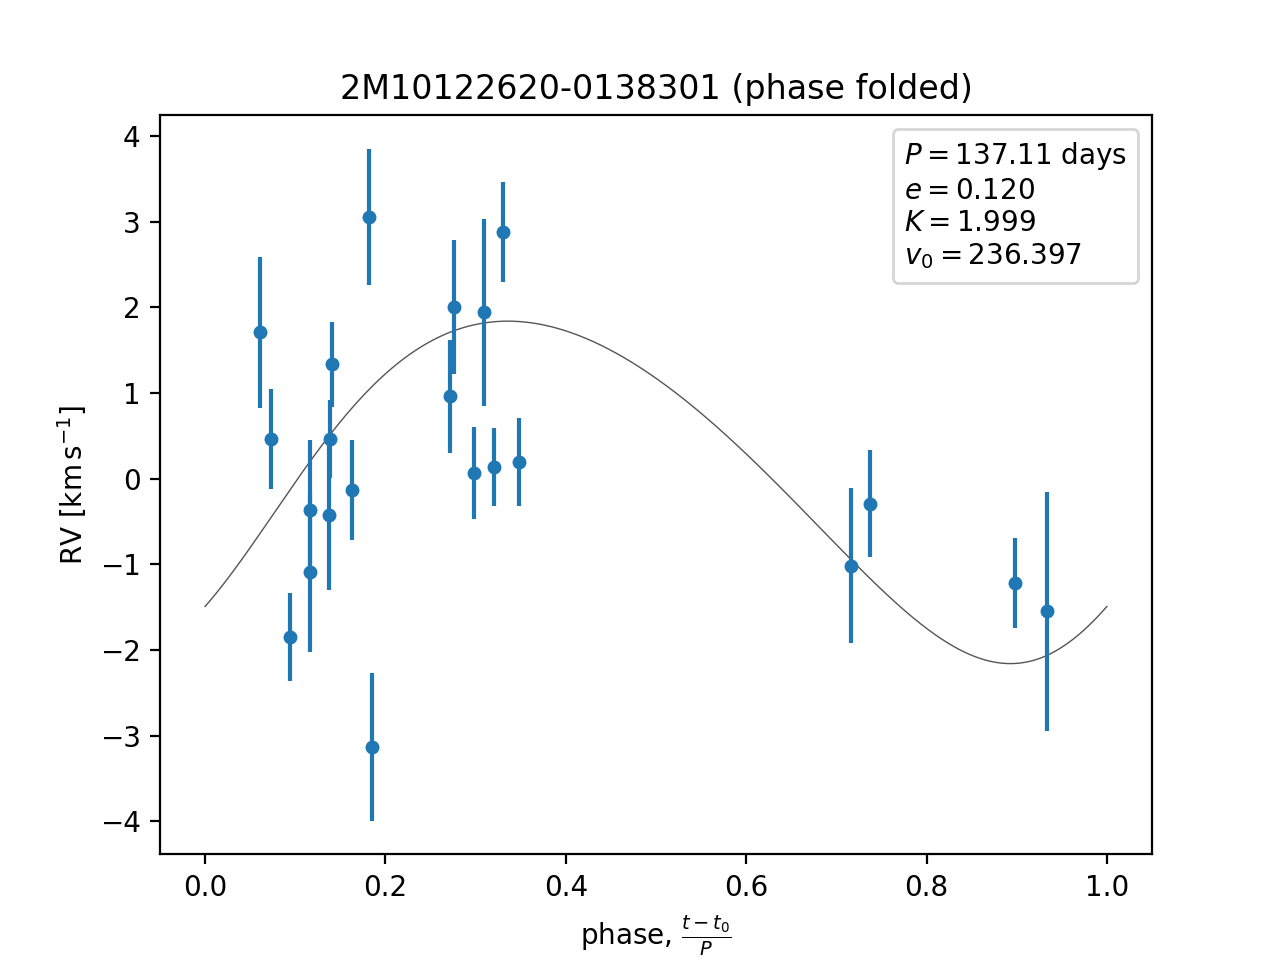 2M10122620-0138301 (phase folded)
P = 137.11 days
e = 0.120
K = 1.999
v₀ = 236.397
4
3
2
1
0
−1
−2
−3
−4
RV [km s⁻¹]
0.0 0.2 0.4 0.6 0.8 1.0
phase, (t − t₀)/P